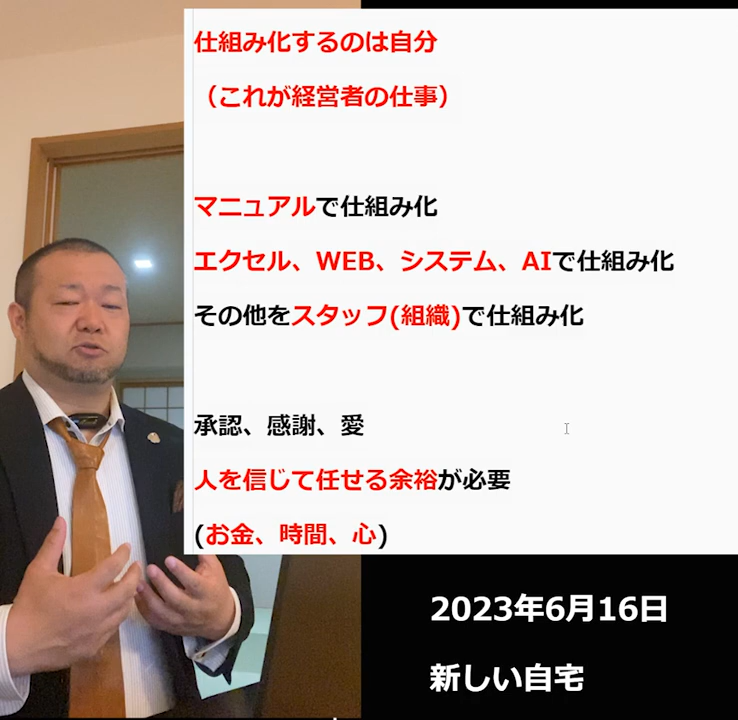 仕組み化するのは自分
（これが経営者の仕事）
マニュアルで仕組み化
エクセル、WEB、システム、AIで仕組み化
その他をスタッフ(組織)で仕組み化
承認、感謝、愛
人を信じて任せる余裕が必要
(お金、時間、心)
2023年6月16日
新しい自宅